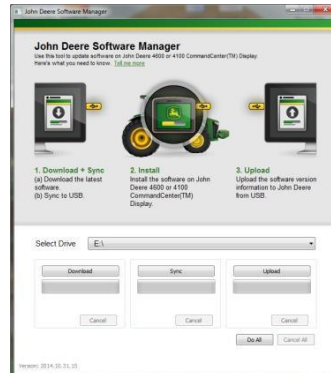 John Deere Software Manager
John Deere Software Manager
Use this tool to update software on John Deere 4600 or 4100 CommandCenter(TM) Display.
Here's what you need to know. Tell me more
1. Download + Sync
(a) Download the latest
software.
(b) Sync to USB.
2. Install
Install the software on John
Deere 4600 or 4100
CommandCenter(TM)
Display.
3. Upload
Upload the software version
information to John Deere
from USB.
Select Drive
E:\
Download
Sync
Upload
Cancel
Cancel
Cancel
Do All
Cancel All
Version: 2014.10.31.10